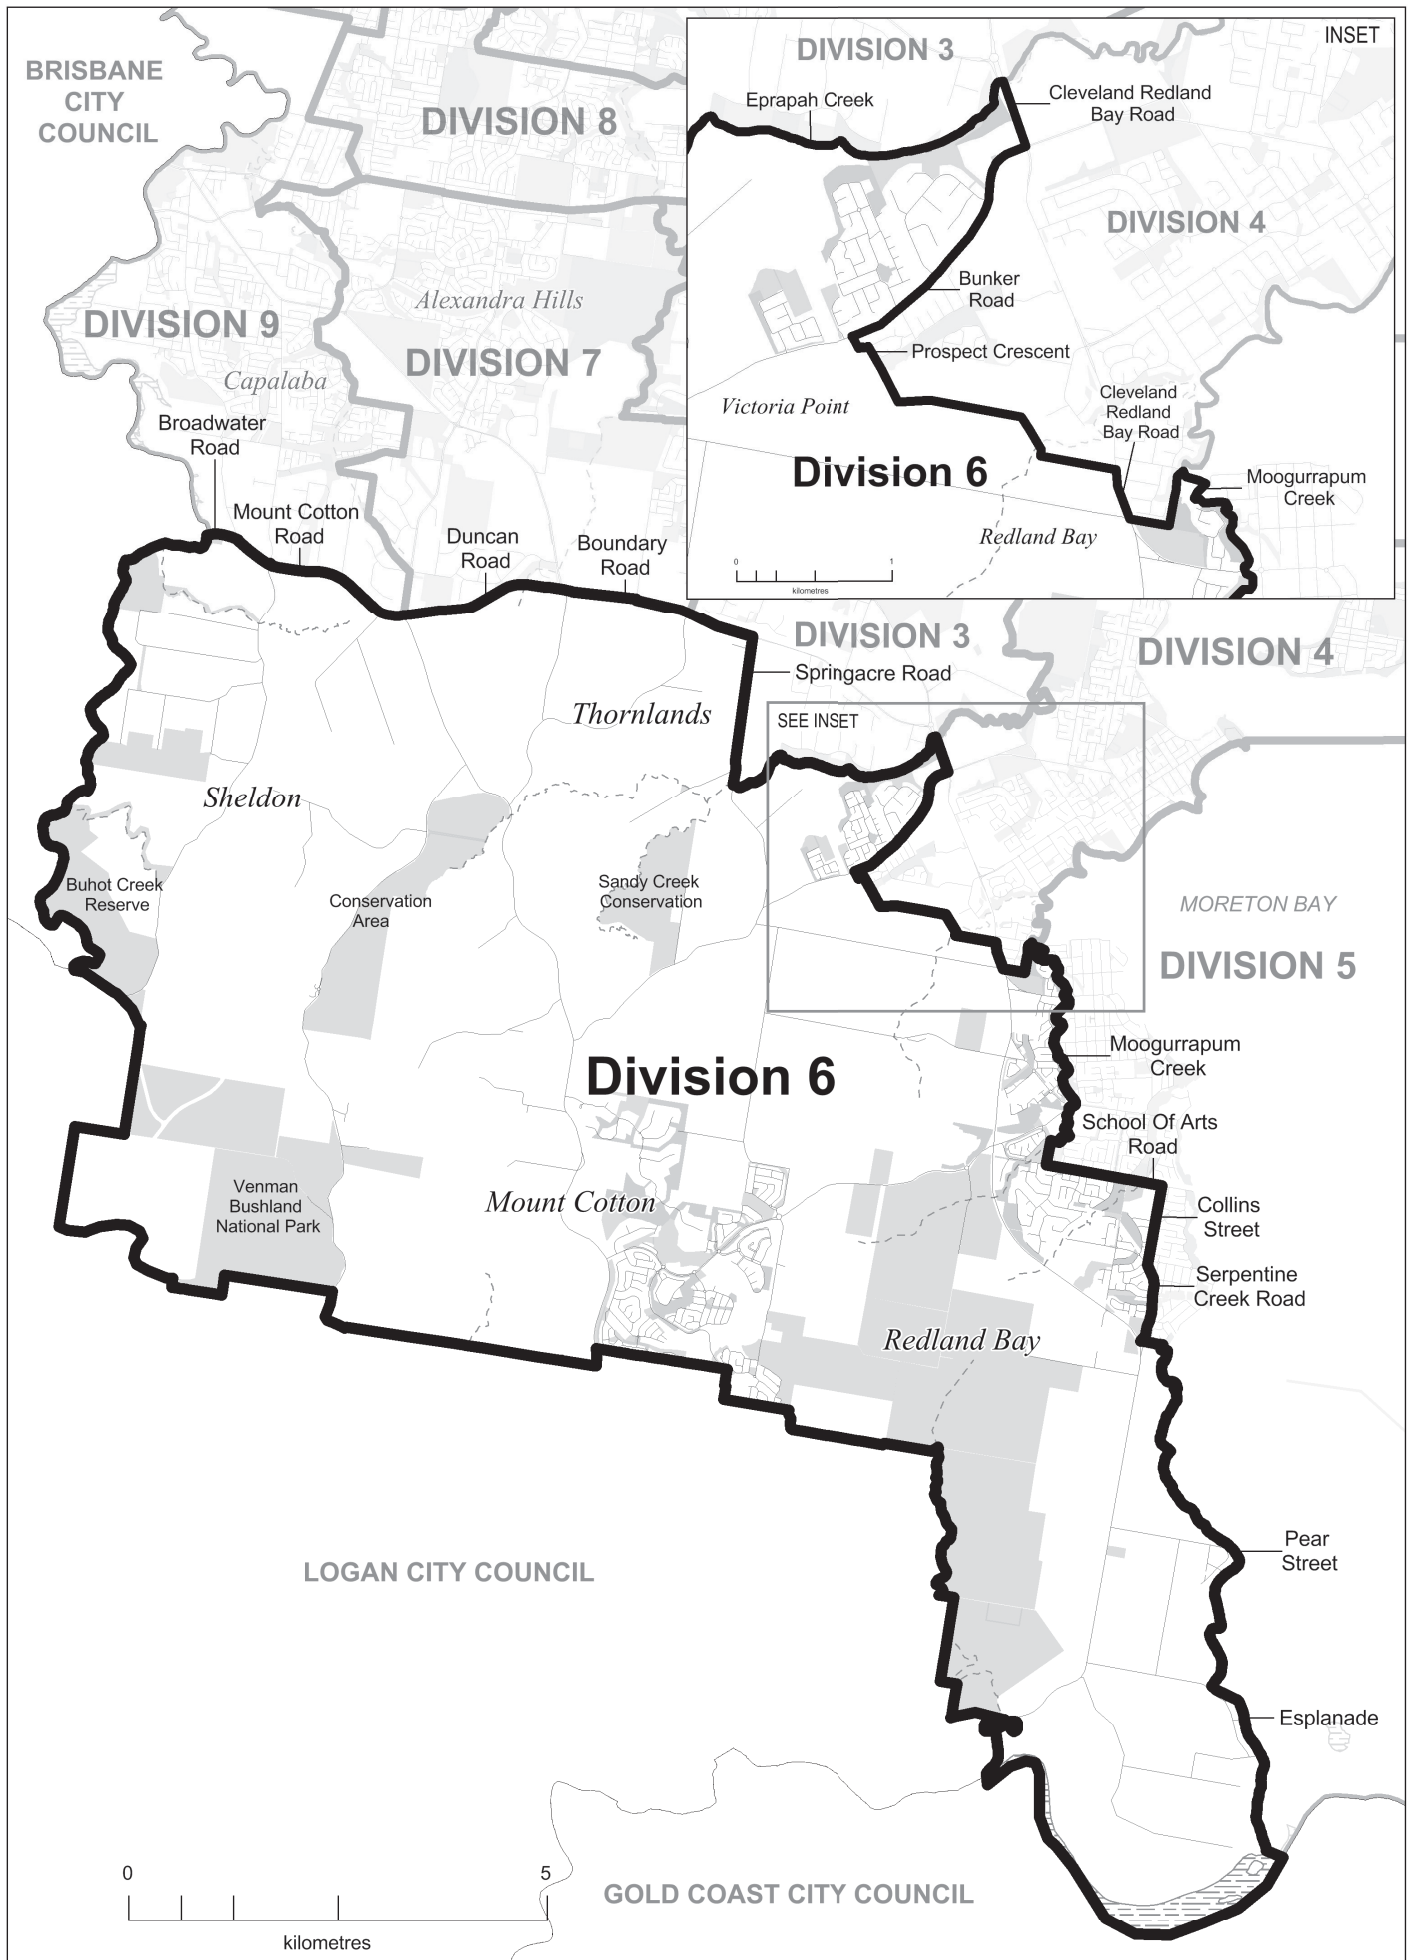 BRISBANE
CITY
COUNCIL
DIVISION 8
DIVISION 9
Alexandra Hills
DIVISION 7
Capalaba
Broadwater
Road
Mount Cotton
Road
Duncan
Road
Boundary
Road
INSET
DIVISION 3
Eprapah Creek
Cleveland Redland
Bay Road
DIVISION 4
Bunker
Road
Prospect Crescent
Victoria Point
Cleveland
Redland
Bay Road
Division 6
Moogurrapum
Creek
Redland Bay
0
1
kilometres
DIVISION 3
DIVISION 4
Springacre Road
Thornlands
SEE INSET
Sheldon
Buhot Creek
Reserve
Conservation
Area
Sandy Creek
Conservation
MORETON BAY
DIVISION 5
Division 6
Moogurrapum
Creek
School Of Arts
Road
Venman
Bushland
National Park
Mount Cotton
Collins
Street
Serpentine
Creek Road
Redland Bay
Pear
Street
LOGAN CITY COUNCIL
Esplanade
0
5
kilometres
GOLD COAST CITY COUNCIL